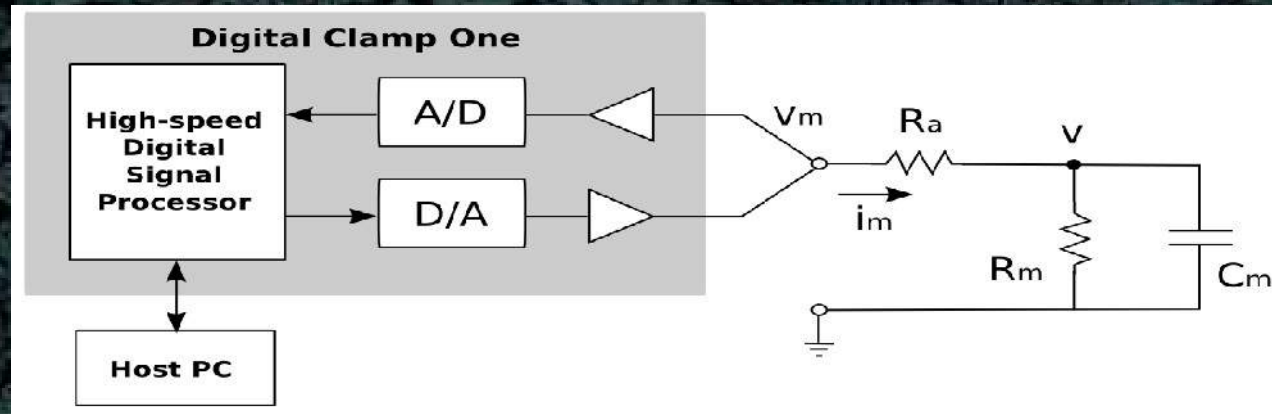 Digital Clamp One
High-speed
Digital
Signal
Processor
A/D
D/A
Host PC
vm
Ra
v
im
Rm
Cm